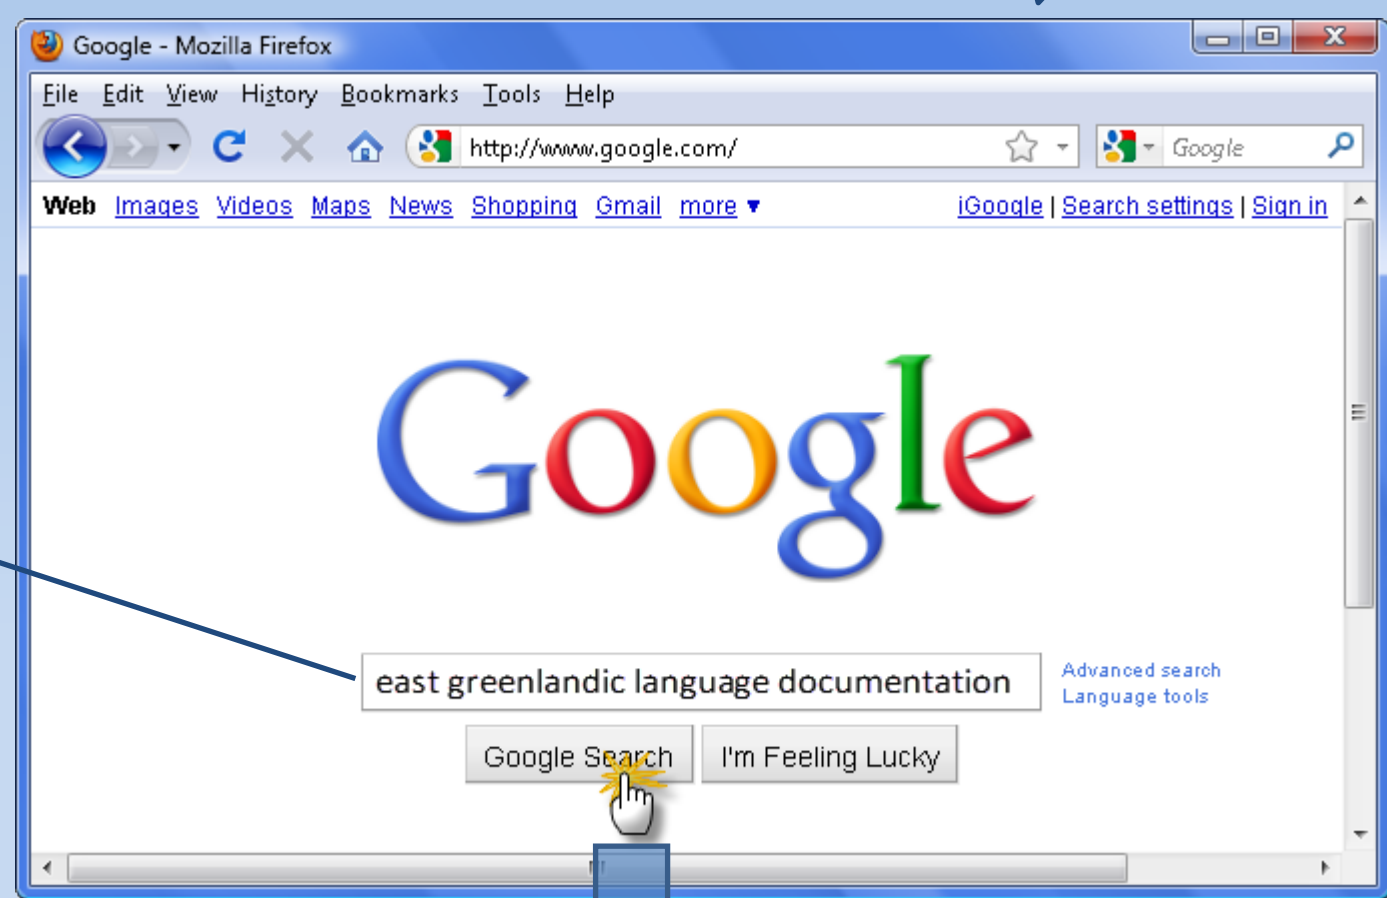 Google - Mozilla Firefox
File Edit View History Bookmarks Tools Help
http://www.google.com/ Google
Web Images Videos Maps News Shopping Gmail more ▼ iGoogle | Search settings | Sign in
Google
east greenlandic language documentation
Advanced search
Language tools
Google Search I'm Feeling Lucky